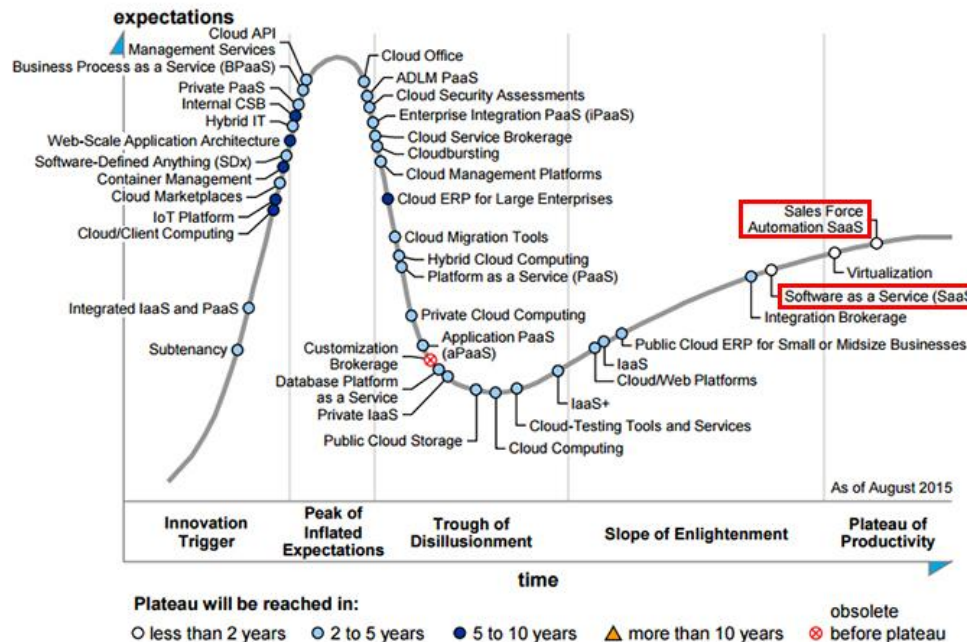 expectations
Cloud API
Management Services
Business Process as a Service (BPaaS)
Private PaaS
Internal CSB
Hybrid IT
Web-Scale Application Architecture
Software-Defined Anything (SDx)
Container Management
Cloud Marketplaces
IoT Platform
Cloud/Client Computing
Integrated IaaS and PaaS
Subtenancy
Cloud Office
ADLM PaaS
Cloud Security Assessments
Enterprise Integration PaaS (iPaaS)
Cloud Service Brokerage
Cloudbursting
Cloud Management Platforms
Cloud ERP for Large Enterprises
Cloud Migration Tools
Hybrid Cloud Computing
Platform as a Service (PaaS)
Private Cloud Computing
Application PaaS
(aPaaS)
Customization
Brokerage
Database Platform
as a Service
Private IaaS
Public Cloud Storage
Cloud Computing
Cloud-Testing Tools and Services
IaaS+
Cloud/Web Platforms
IaaS
Public Cloud ERP for Small or Midsize Businesses
Integration Brokerage
Software as a Service (SaaS
Virtualization
Sales Force
Automation SaaS
As of August 2015
Innovation
Trigger
Peak of
Inflated
Expectations
Trough of
Disillusionment
Slope of Enlightenment
Plateau of
Productivity
time
Plateau will be reached in:
less than 2 years
2 to 5 years
5 to 10 years
more than 10 years
obsolete
before plateau